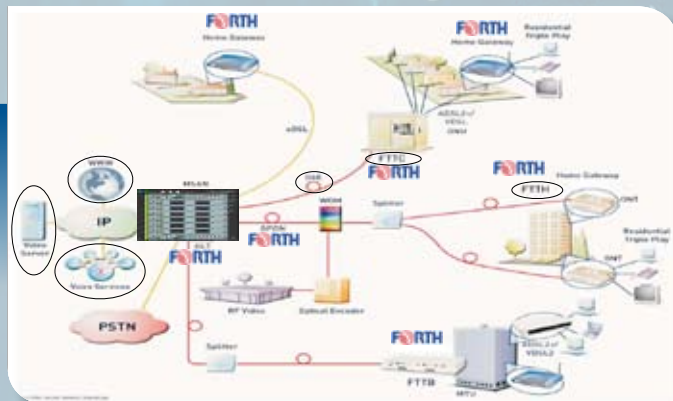 FORTH
Home Gateway
FORTH
Home Gateway
Residential
Triple Play
xDSL
ADSL2+/
VDSL
ONU
FTTC
FORTH
WWW
MSAN
IP
Video
Server
Voice Services
PSTN
GPON
FORTH
OLT
FORTH
WDM
Splitter
FORTH
FTTH
Home Gateway
ONT
ONT
Residential
Triple Play
RF Video
Optical Encoder
Splitter
FORTH
FTTB
MTU
ADSL2+/
VDSL2